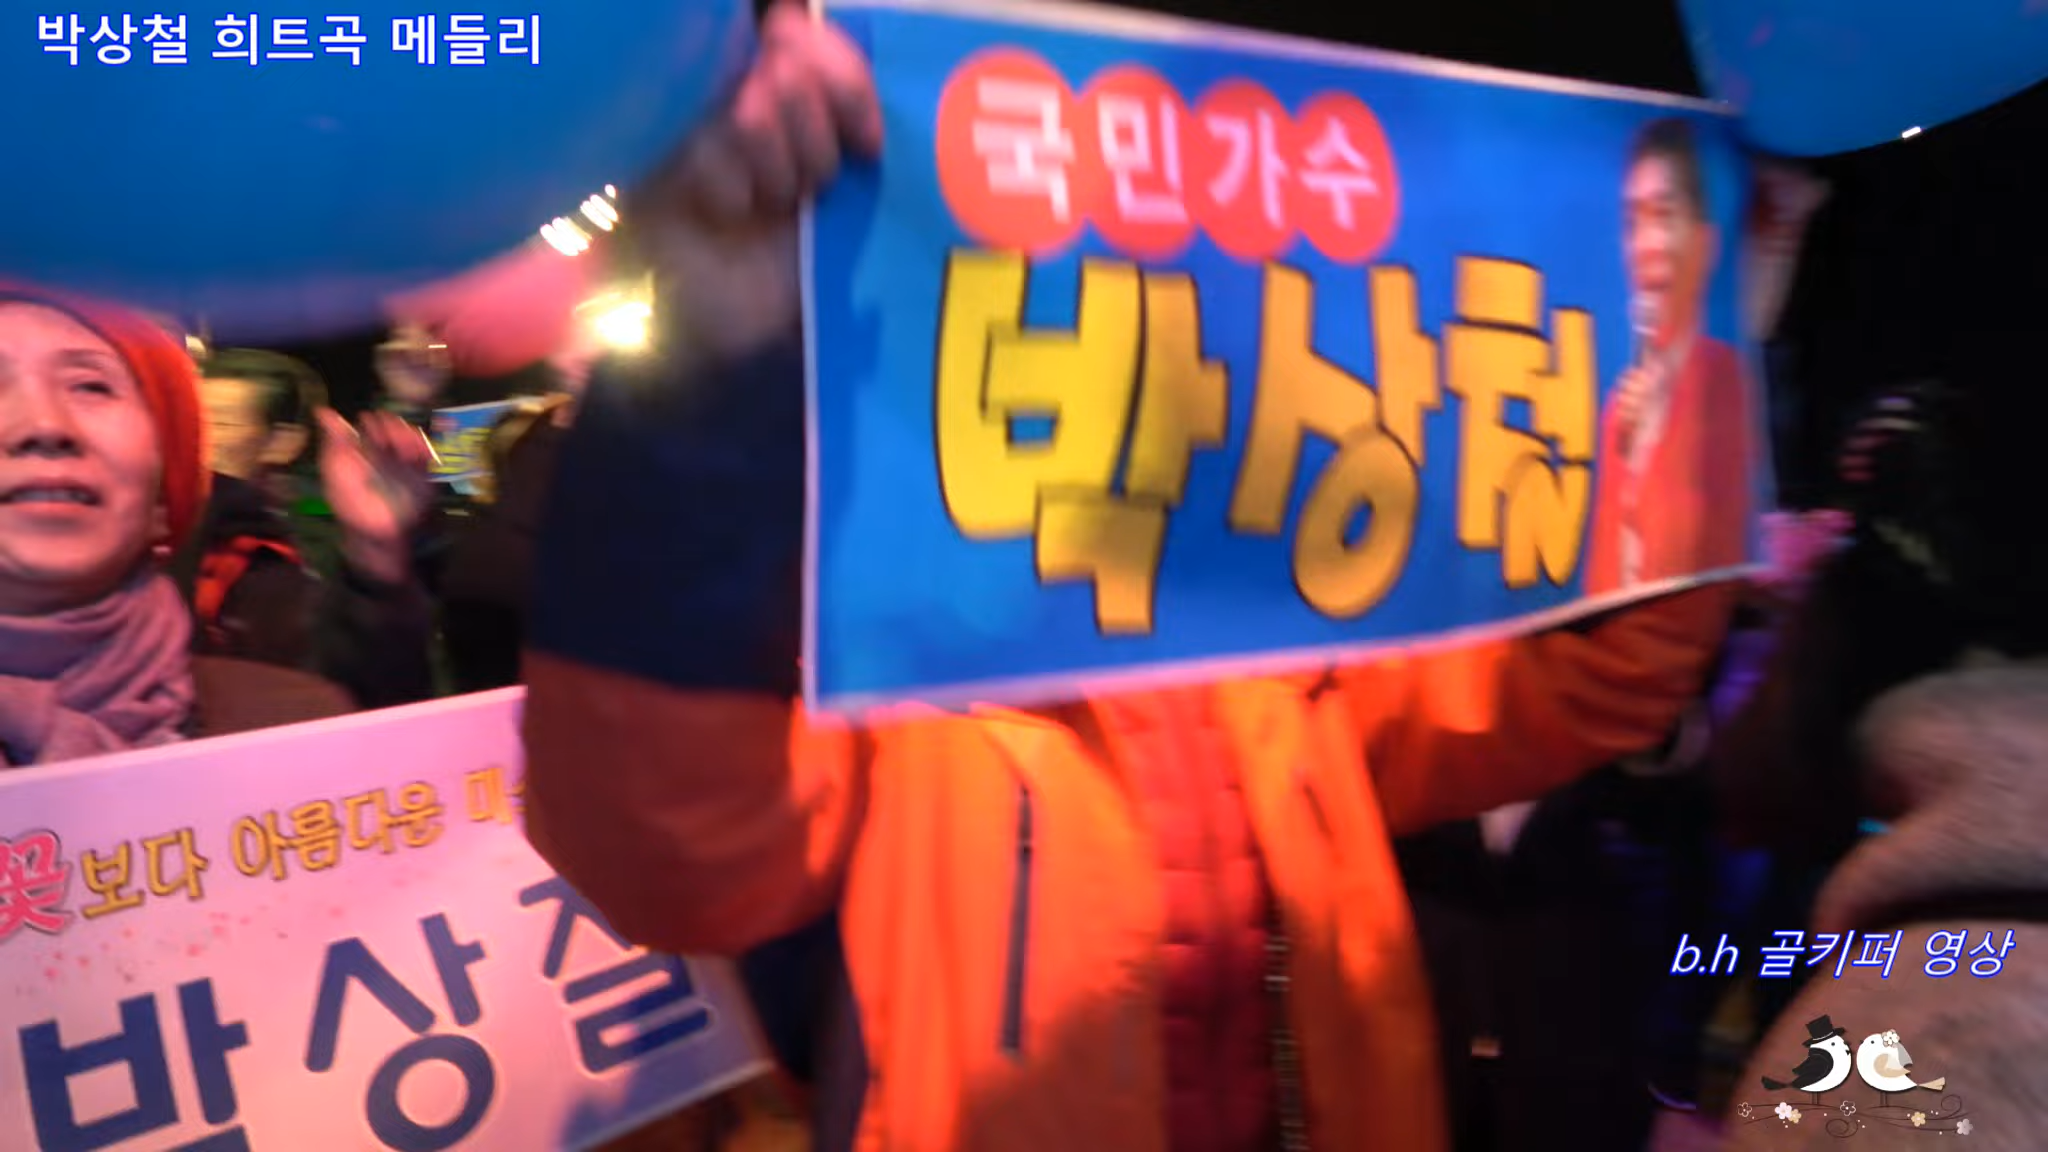 박상철 희트곡 메들리
국민가수
박상철
꽃보다 아름다운
박상철
b.h 골키퍼 영상